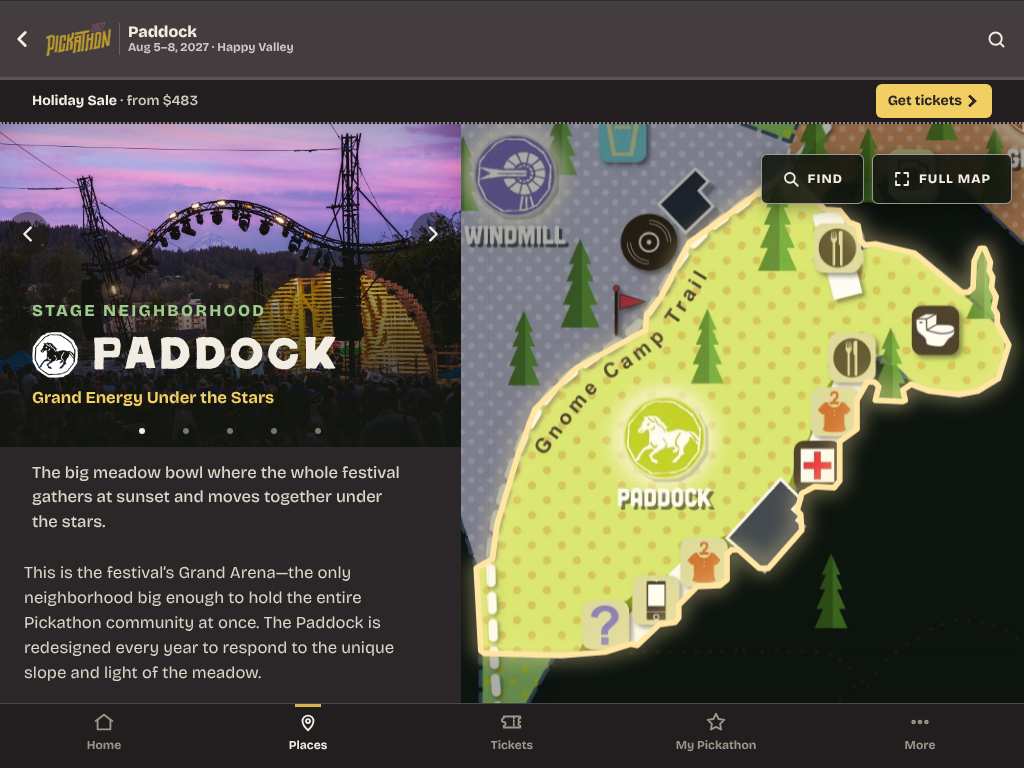 PICKATHON
Paddock
Aug 5–8, 2027 · Happy Valley
Holiday Sale · from $483
Get tickets
STAGE NEIGHBORHOOD
PADDOCK
Grand Energy Under the Stars
The big meadow bowl where the whole festival
gathers at sunset and moves together under
the stars.
This is the festival's Grand Arena—the only
neighborhood big enough to hold the entire
Pickathon community at once. The Paddock is
redesigned every year to respond to the unique
slope and light of the meadow.
FIND
FULL MAP
WINDMILL
Gnome Camp Trail
2
PADDOCK
2
?
Home
Places
Tickets
My Pickathon
More